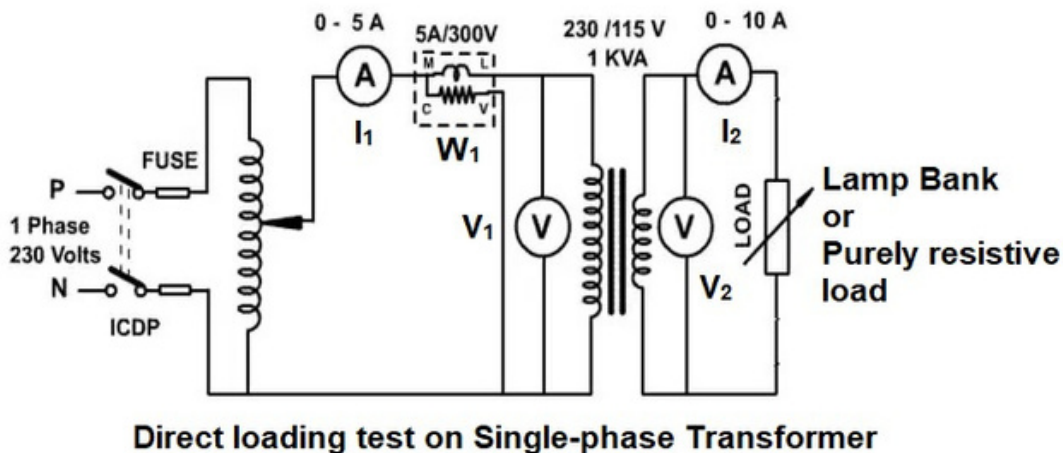 0 - 5 A
5A/300V
230 /115 V
1 KVA
0 - 10 A
A
M
L
C
V
I1
W1
A
I2
FUSE
P
1 Phase
230 Volts
N
ICDP
V1
V
V
V2
LOAD
Lamp Bank
or
Purely resistive
load
Direct loading test on Single-phase Transformer